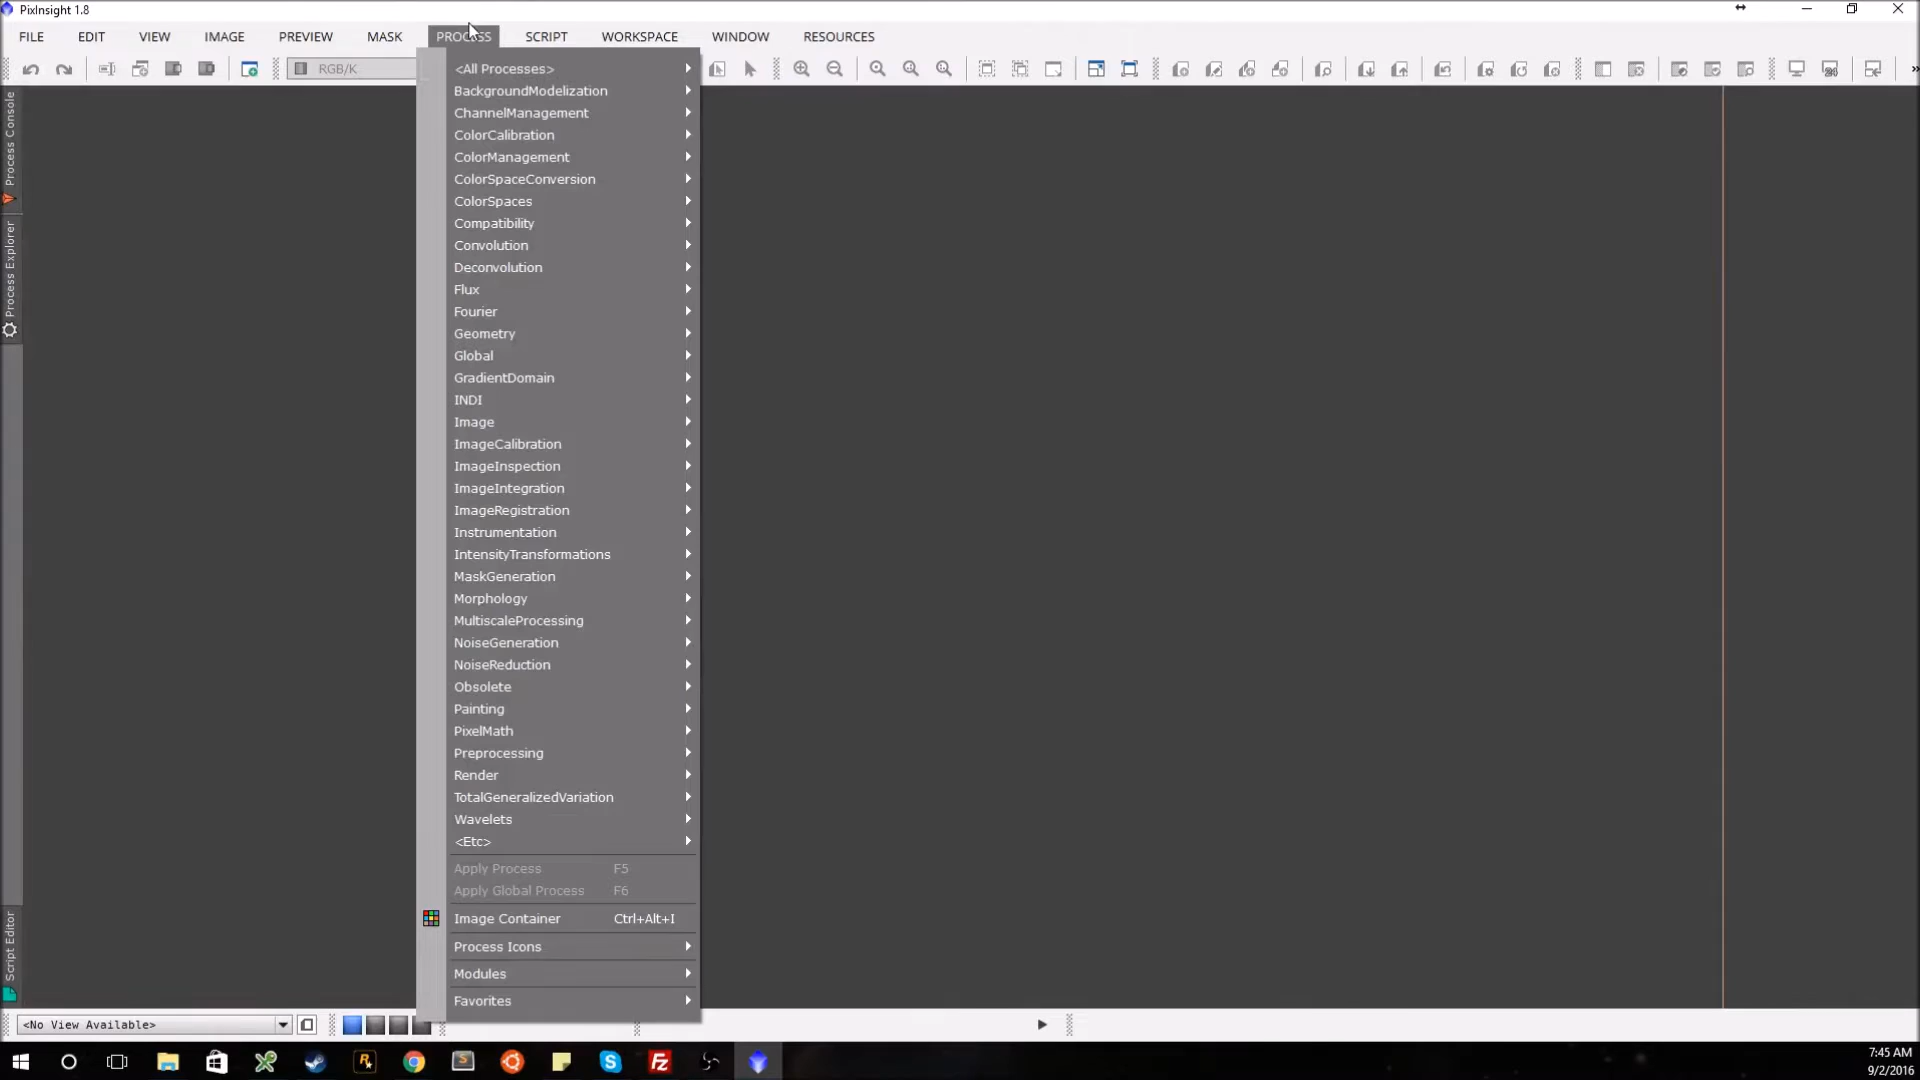 PixInsight 1.8
FILE EDIT VIEW IMAGE PREVIEW MASK PROCESS SCRIPT WORKSPACE WINDOW RESOURCES
RGB/K
Process Console
Process Explorer
Script Editor
<All Processes>
BackgroundModelization
ChannelManagement
ColorCalibration
ColorManagement
ColorSpaceConversion
ColorSpaces
Compatibility
Convolution
Deconvolution
Flux
Fourier
Geometry
Global
GradientDomain
INDI
Image
ImageCalibration
ImageInspection
ImageIntegration
ImageRegistration
Instrumentation
IntensityTransformations
MaskGeneration
Morphology
MultiscaleProcessing
NoiseGeneration
NoiseReduction
Obsolete
Painting
PixelMath
Preprocessing
Render
TotalGeneralizedVariation
Wavelets
<Etc>
Apply Process F5
Apply Global Process F6
Image Container Ctrl+Alt+I
Process Icons
Modules
Favorites
<No View Available>
7:45 AM
9/2/2016